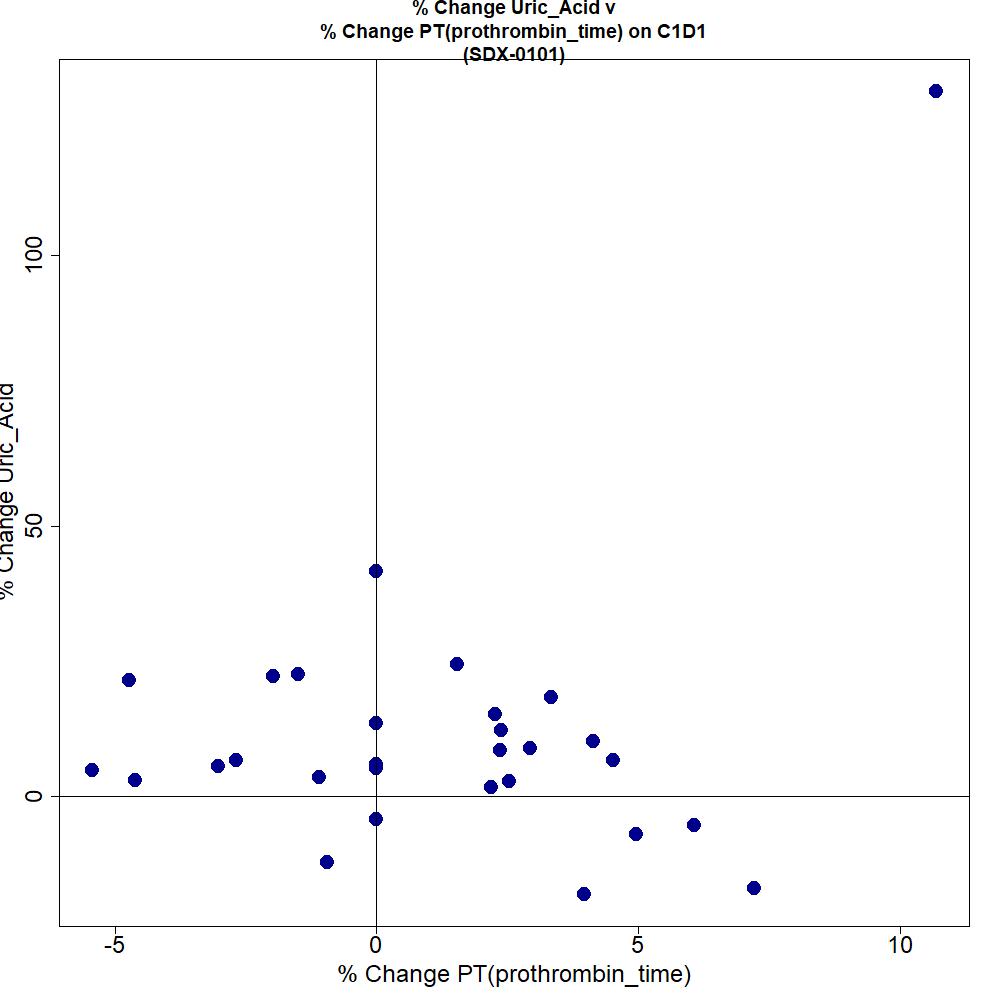 % Change Uric_Acid v
% Change PT(prothrombin_time) on C1D1
(SDX-0101)
% Change Uric_Acid
100
50
0
-5
0
5
10
% Change PT(prothrombin_time)